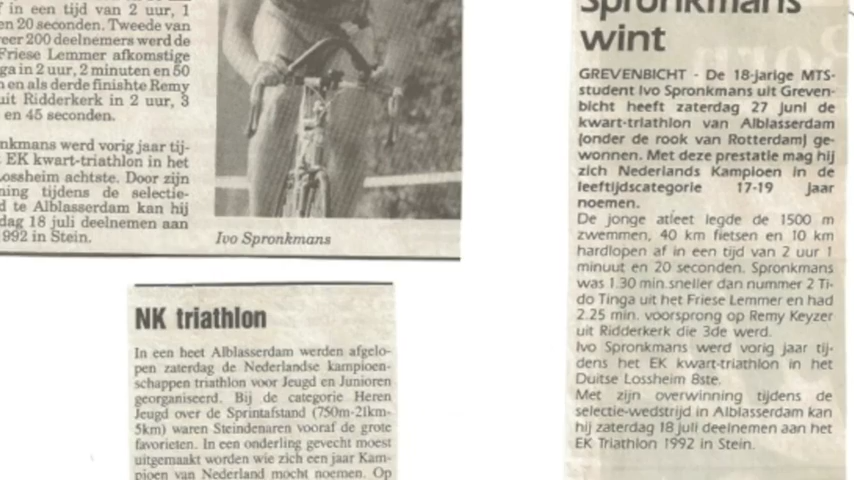 in een tijd van 2 uur, 1
en 20 seconden. Tweede van
eer 200 deelnemers werd de
Friese Lemmer afkomstige
ga in 2 uur, 2 minuten en 50
en als derde finishte Remy
uit Ridderkerk in 2 uur, 3
en 45 seconden.
nkmans werd vorig jaar tij-
EK kwart-triathlon in het
Lossheim achtste. Door zijn
ning tijdens de selectie-
d te Alblasserdam kan hij
dag 18 juli deelnemen aan
992 in Stein.
Ivo Spronkmans
NK triathlon
In een heet Alblasserdam werden afgelo-
pen zaterdag de Nederlandse kampioen-
schappen triathlon voor Jeugd en Junioren
georganiseerd. Bij de categorie Heren
Jeugd over de Sprintafstand (750m-21km-
5km) waren Steindenaren vooraf de grote
favorieten. In een onderling gevecht moest
uitgemaakt worden wie zich een jaar Kam-
pioen van Nederland mocht noemen. Op
Spronkmans
wint
GREVENBICHT - De 18-jarige MTS-
student Ivo Spronkmans uit Greven-
bicht heeft zaterdag 27 juni de
kwart-triathlon van Alblasserdam
(onder de rook van Rotterdam) ge-
wonnen. Met deze prestatie mag hij
zich Nederlands Kampioen in de
leeftijdscategorie 17-19 jaar
noemen.
De jonge atleet legde de 1500 m
zwemmen, 40 km fietsen en 10 km
hardlopen af in een tijd van 2 uur 1
minuut en 20 seconden. Spronkmans
was 1.30 min.sneller dan nummer 2 Ti-
do Tinga uit het Friese Lemmer en had
2.25 min. voorsprong op Remy Keyzer
uit Ridderkerk die 3de werd.
Ivo Spronkmans werd vorig jaar tij-
dens het EK kwart-triathlon in het
Duitse Lossheim 8ste.
Met zijn overwinning tijdens de
selectie-wedstrijd in Alblasserdam kan
hij zaterdag 18 juli deelnemen aan het
EK Triathlon 1992 in Stein.